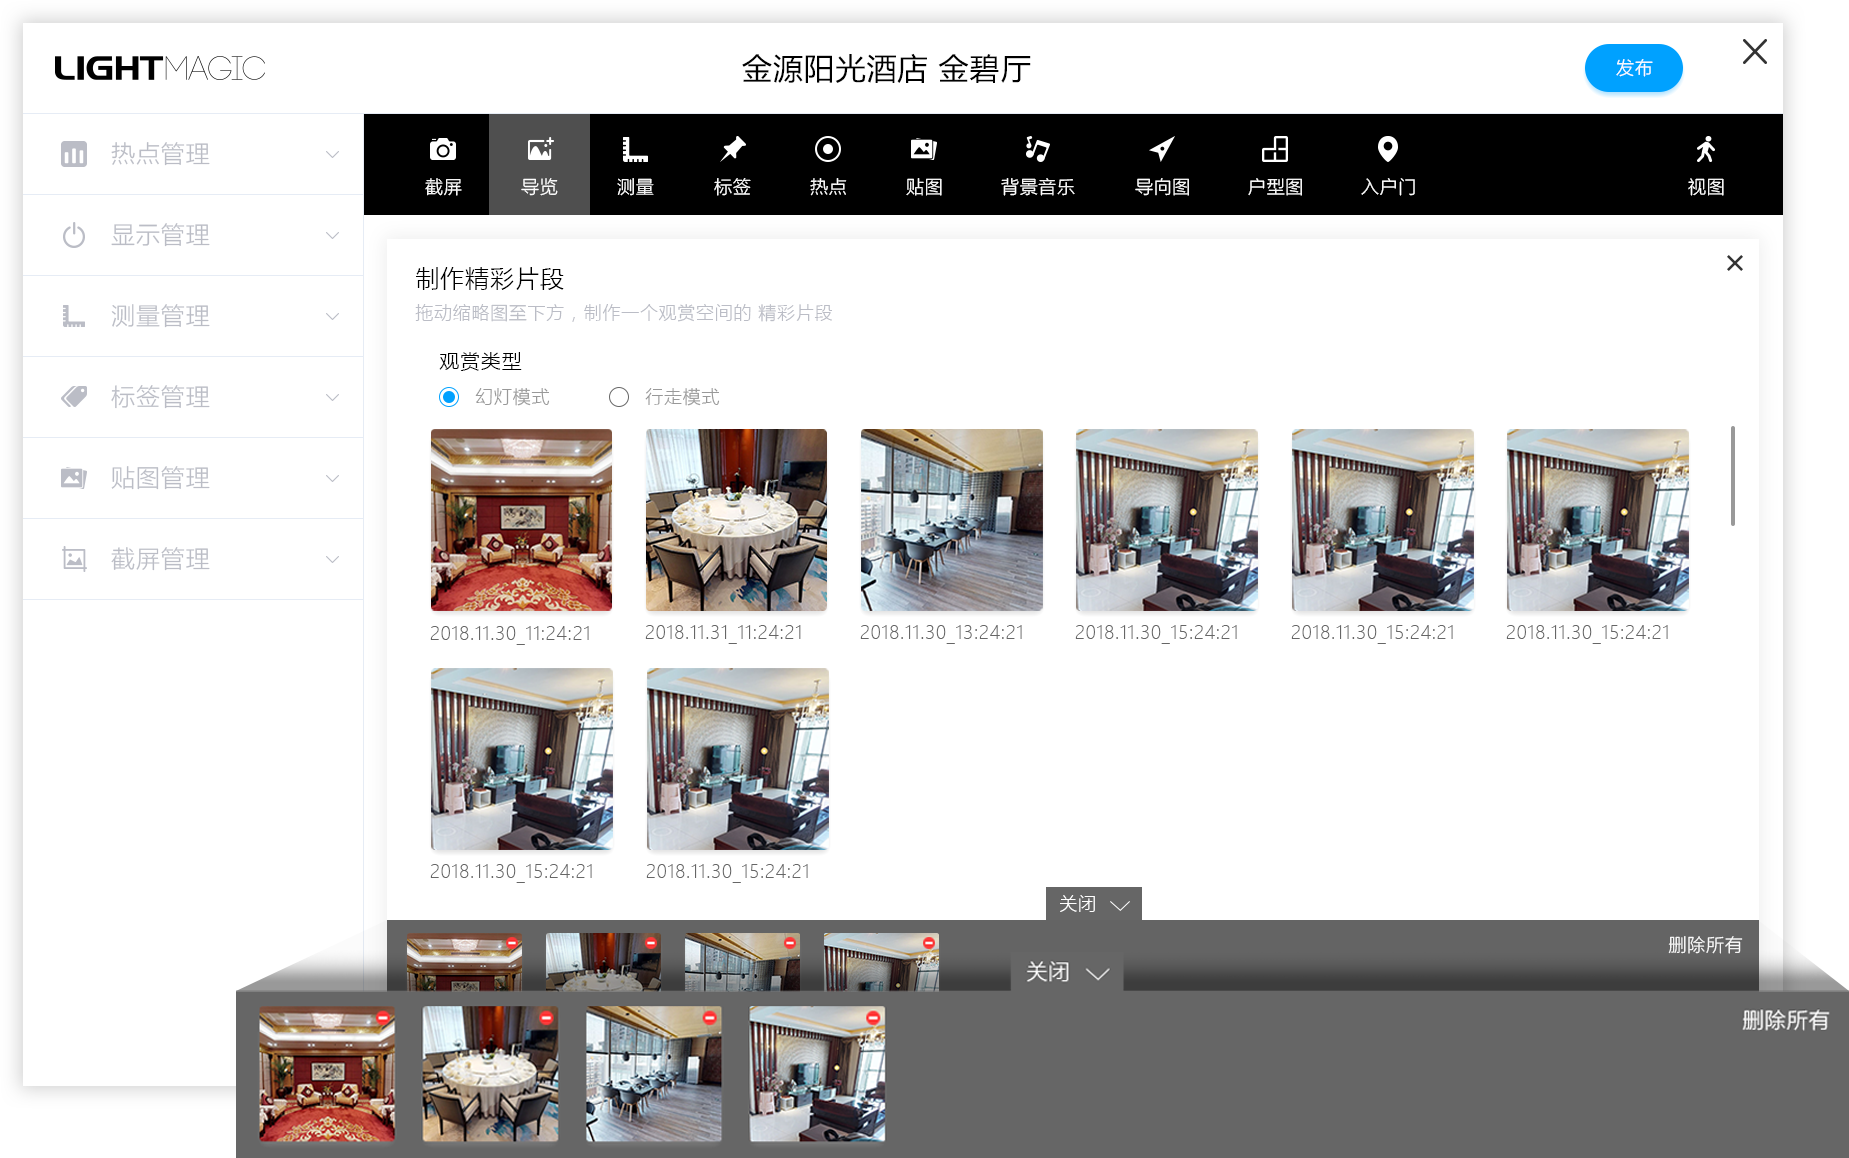 LIGHTMAGIC
金源阳光酒店 金碧厅
发布
热点管理
显示管理
测量管理
标签管理
贴图管理
截屏管理
截屏 导览 测量 标签 热点 贴图 背景音乐 导向图 户型图 入户门 视图
制作精彩片段
拖动缩略图至下方，制作一个观赏空间的 精彩片段
观赏类型
幻灯模式 行走模式
2018.11.30_11:24:21 2018.11.31_11:24:21 2018.11.30_13:24:21 2018.11.30_15:24:21 2018.11.30_15:24:21 2018.11.30_15:24:21
2018.11.30_15:24:21 2018.11.30_15:24:21
关闭
删除所有
关闭
删除所有